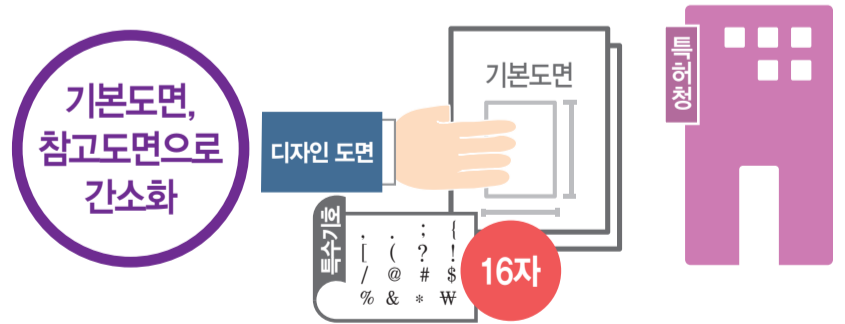 기본도면,
참고도면으로
간소화
디자인 도면
기본도면
특허청
특수기호
. . ; {
[ ( ? !
/ @ # $
% & * ₩
16자